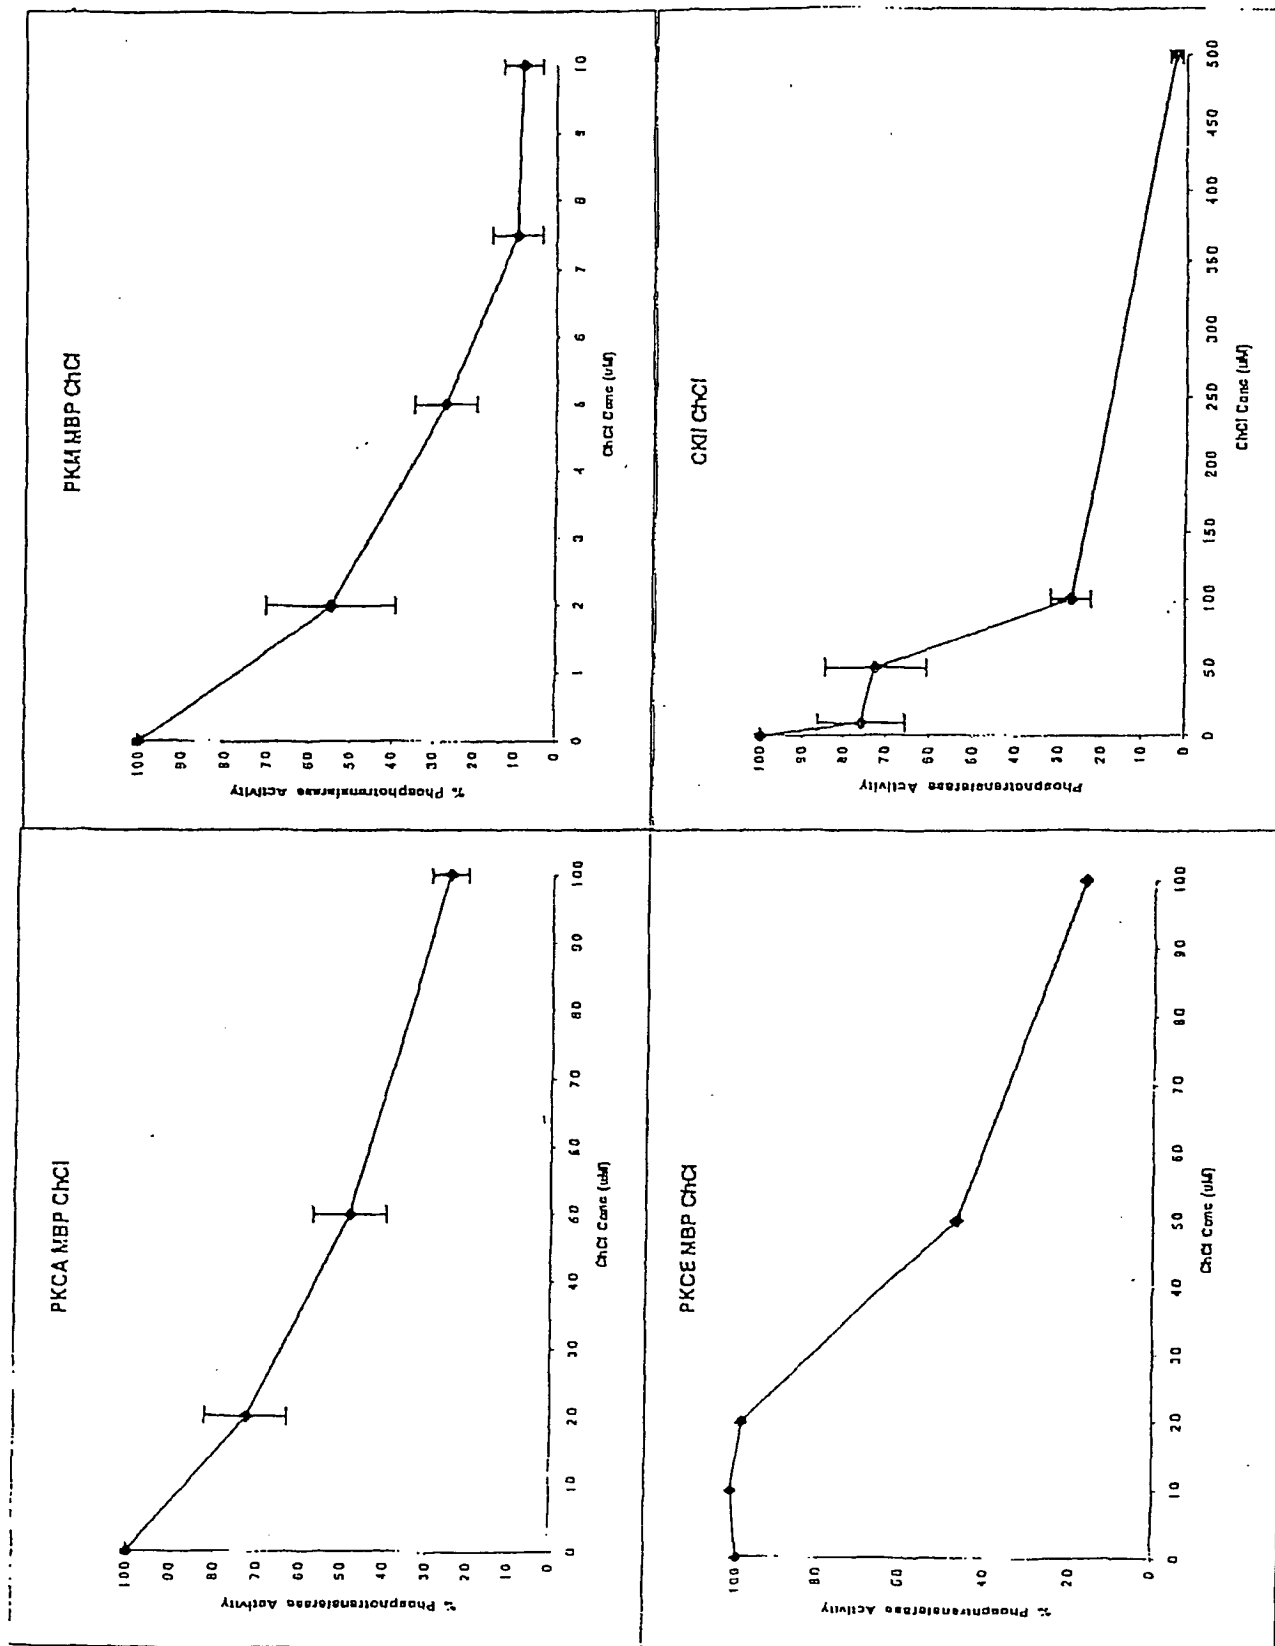 PKCA MBP ChCl
% Phosphotransferase Activity
100
90
80
70
60
50
40
30
20
10
0
0 10 20 30 40 50 60 70 80 90 100
ChCl Conc (uM)
PKM MBP ChCl
% Phosphotransferase Activity
100
90
80
70
60
50
40
30
20
10
0
0 1 2 3 4 5 6 7 8 9 10
ChCl Conc (uM)
PKCE MBP ChCl
% Phosphotransferase Activity
100
80
60
40
20
0
0 10 20 30 40 50 60 70 80 90 100
ChCl Conc (uM)
CKII ChCl
Phosphotransferase Activity
100
90
80
70
60
50
40
30
20
10
0
0 50 100 150 200 250 300 350 400 450 500
ChCl Conc (uM)